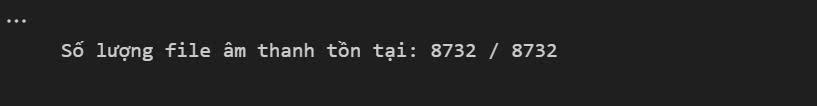 ...
Số lượng file âm thanh tồn tại: 8732 / 8732